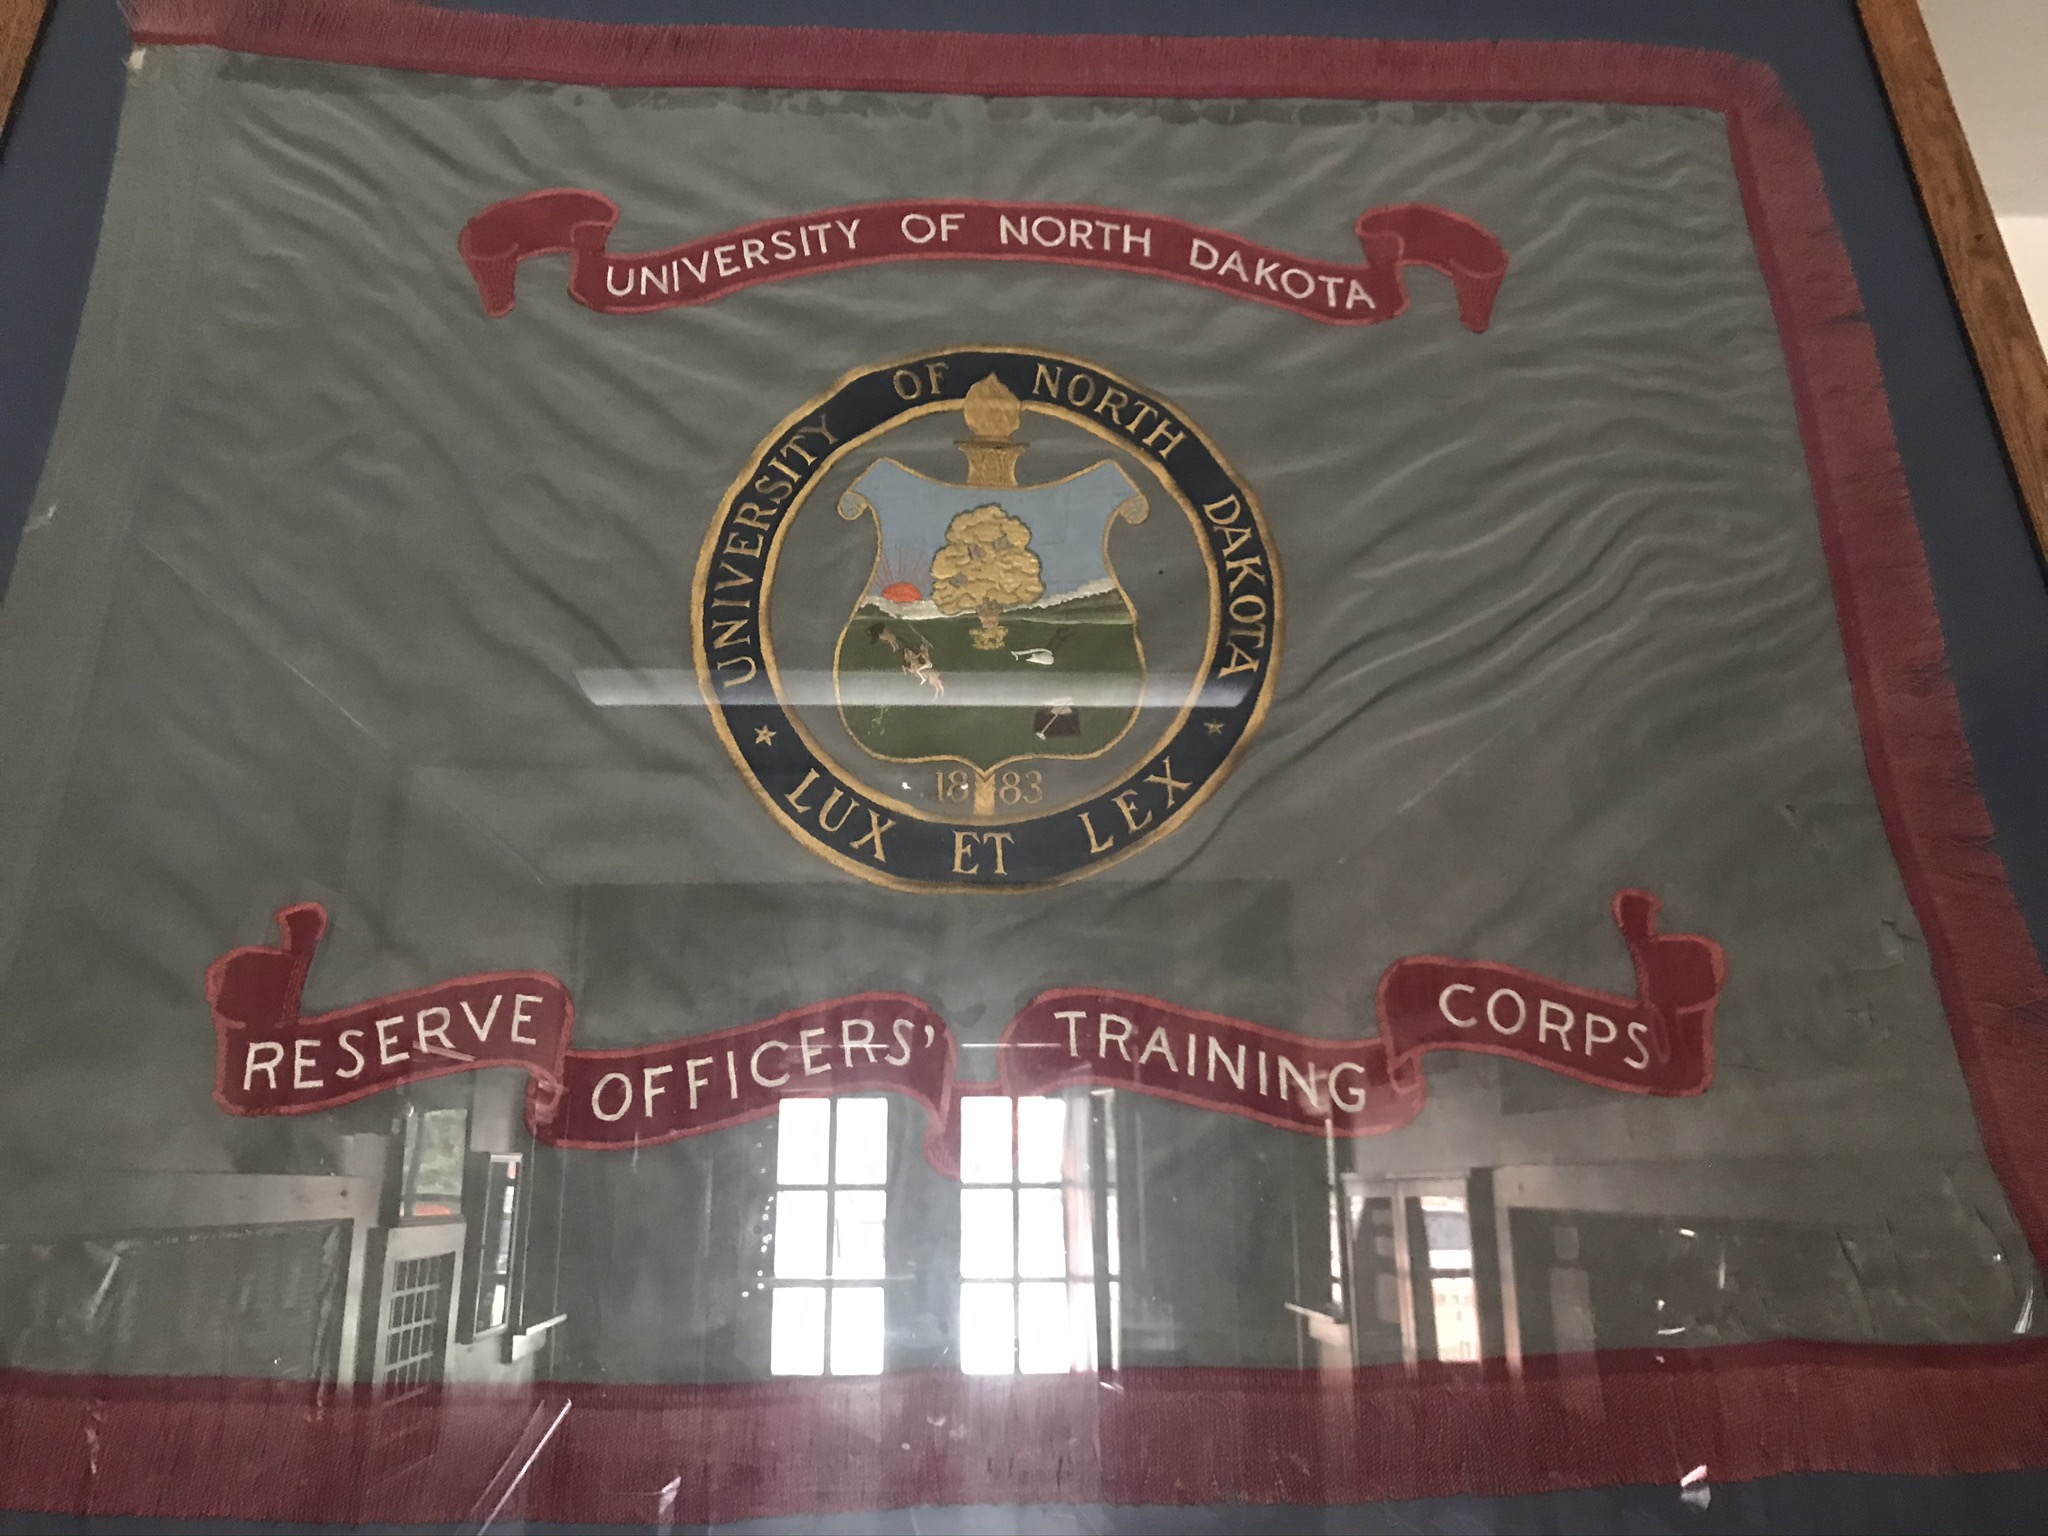 UNIVERSITY OF NORTH DAKOTA
UNIVERSITY OF NORTH DAKOTA
1883
LUX ET LEX
RESERVE OFFICERS' TRAINING CORPS